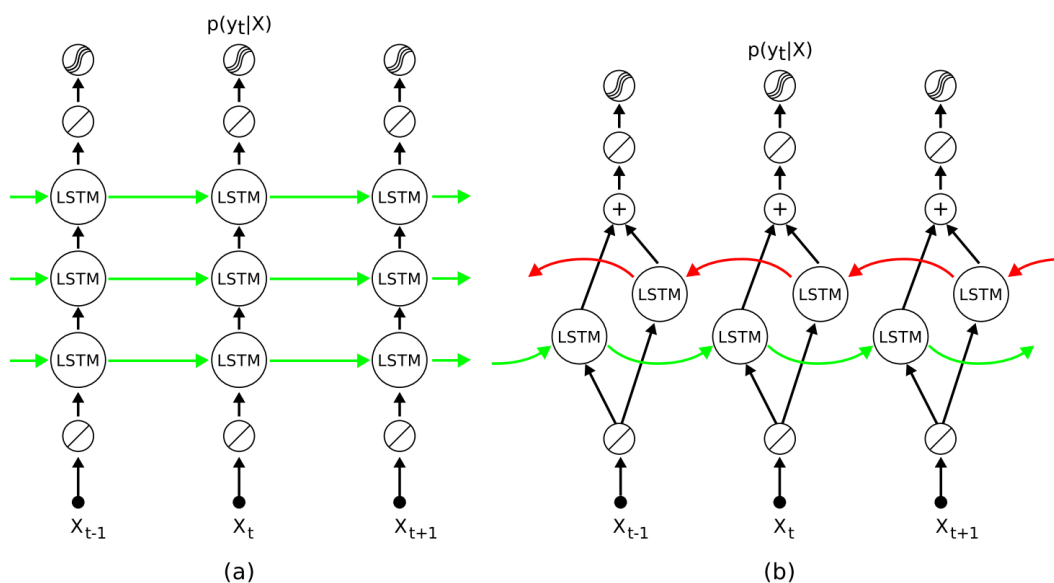 p(yt|X)
LSTM LSTM LSTM
LSTM LSTM LSTM
LSTM LSTM LSTM
Xt-1 Xt Xt+1
(a)
p(yt|X)
+ + +
LSTM LSTM LSTM
LSTM LSTM LSTM
Xt-1 Xt Xt+1
(b)